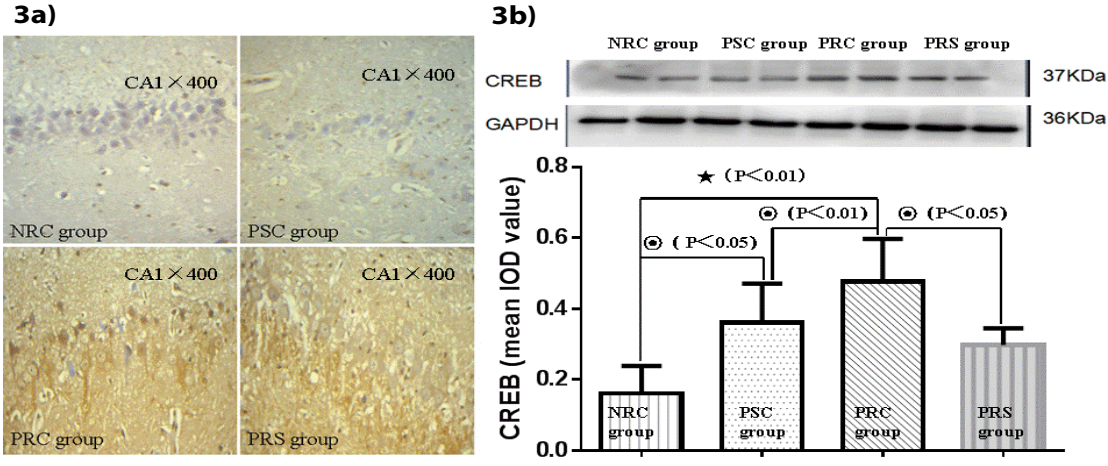 3a)
CA1×400
CA1×400
NRC group
PSC group
CA1×400
CA1×400
PRC group
PRS group
3b)
NRC group PSC group PRC group PRS group
CREB 37KDa
GAPDH 36KDa
CREB (mean IOD value)
0.8
0.6
0.4
0.2
0.0
★ (P<0.01)
⊙ (P<0.01) ⊙ (P<0.05)
⊙ ( P<0.05)
NRC group
PSC group
PRC group
PRS group